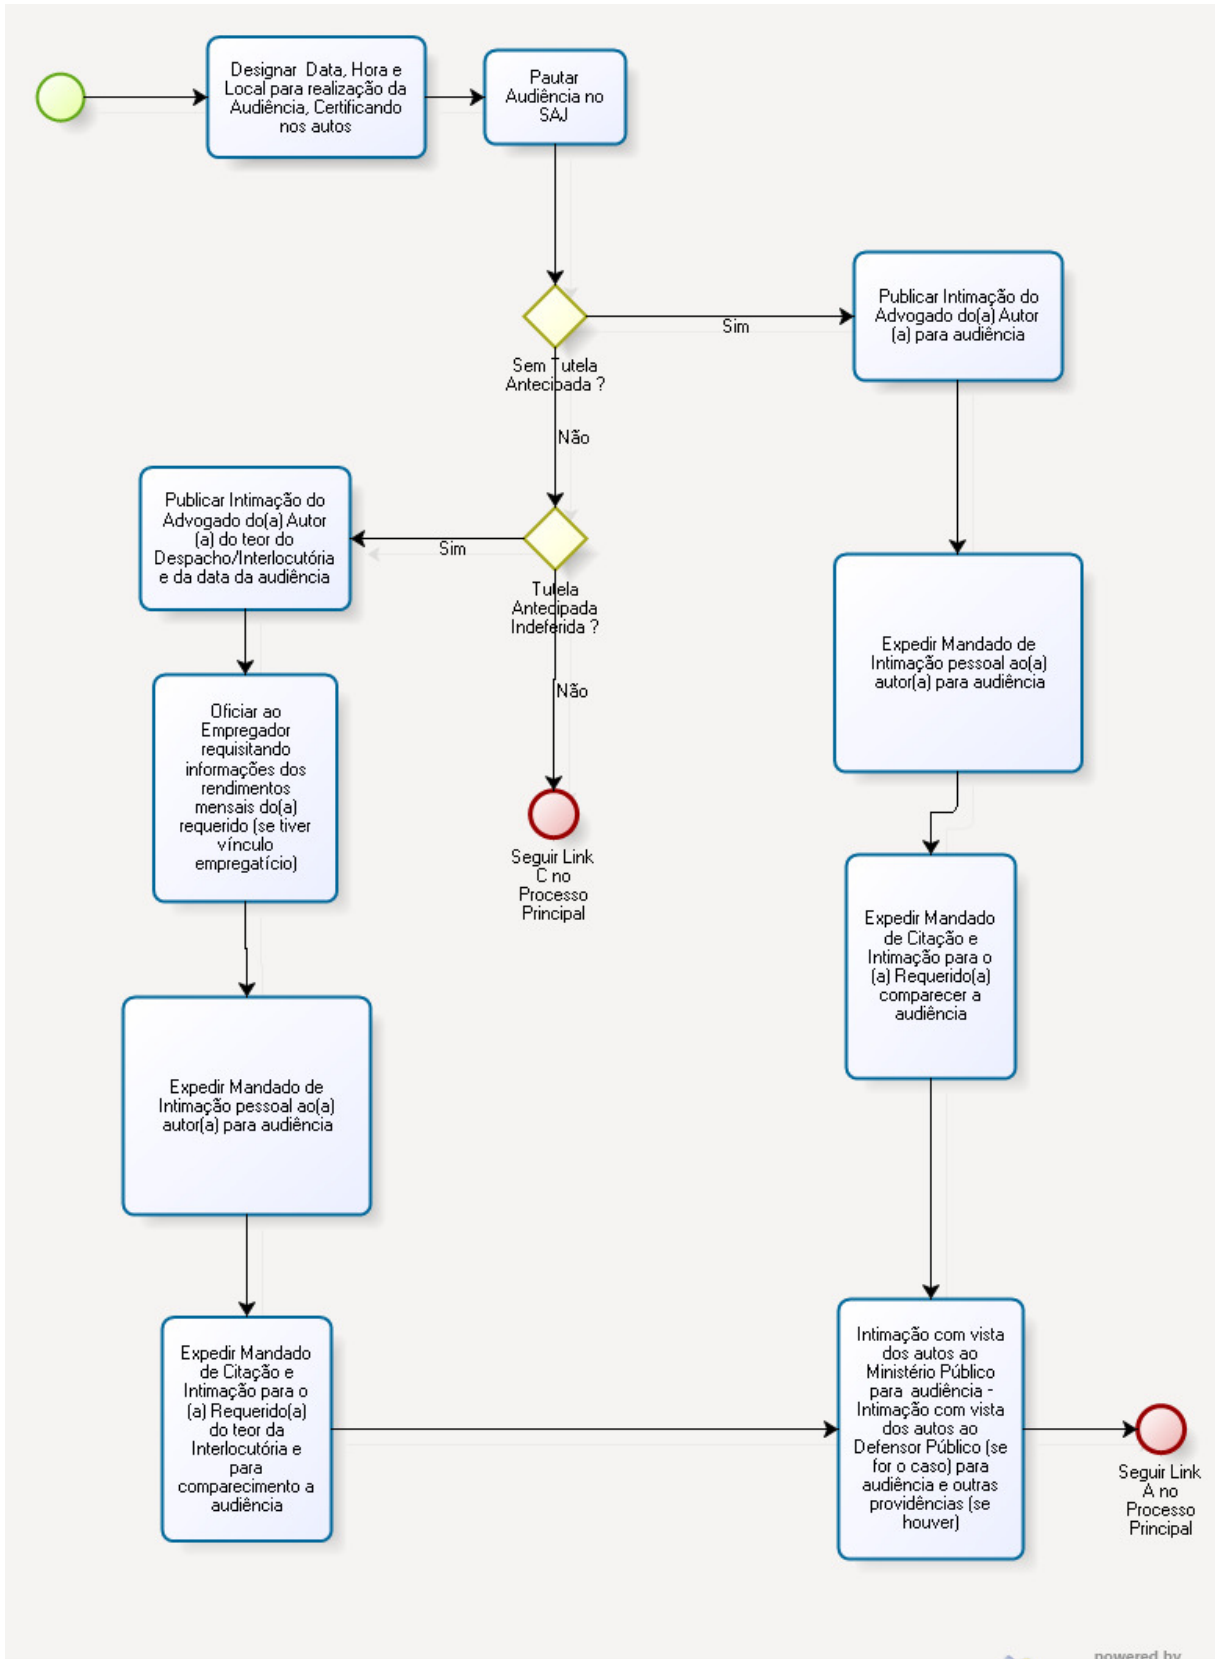 Designar Data, Hora e
Local para realização da
Audiência, Certificando
nos autos
Pautar
Audiência no
SAJ
Publicar Intimação do
Advogado do(a) Autor
(a) para audiência
Sim
Sem Tutela
Antecipada ?
Não
Publicar Intimação do
Advogado do(a) Autor
(a) do teor do
Despacho/Interlocutória
e da data da audiência
Sim
Tutela
Antecipada
Indeferida ?
Não
Expedir Mandado de
Intimação pessoal ao(a)
autor(a) para audiência
Oficiar ao
Empregador
requisitando
informações dos
rendimentos
mensais do(a)
requerido (se tiver
vínculo
empregatício)
Seguir Link
C no
Processo
Principal
Expedir Mandado
de Citação e
Intimação para o
(a) Requerido(a)
comparecer a
audiência
Expedir Mandado de
Intimação pessoal ao(a)
autor(a) para audiência
Expedir Mandado
de Citação e
Intimação para o
(a) Requerido(a)
do teor da
Interlocutória e
para
comparecimento a
audiência
Intimação com vista
dos autos ao
Ministério Público
para audiência -
Intimação com vista
dos autos ao
Defensor Público (se
for o caso) para
audiência e outras
providências (se
houver)
Seguir Link
A no
Processo
Principal
powered by